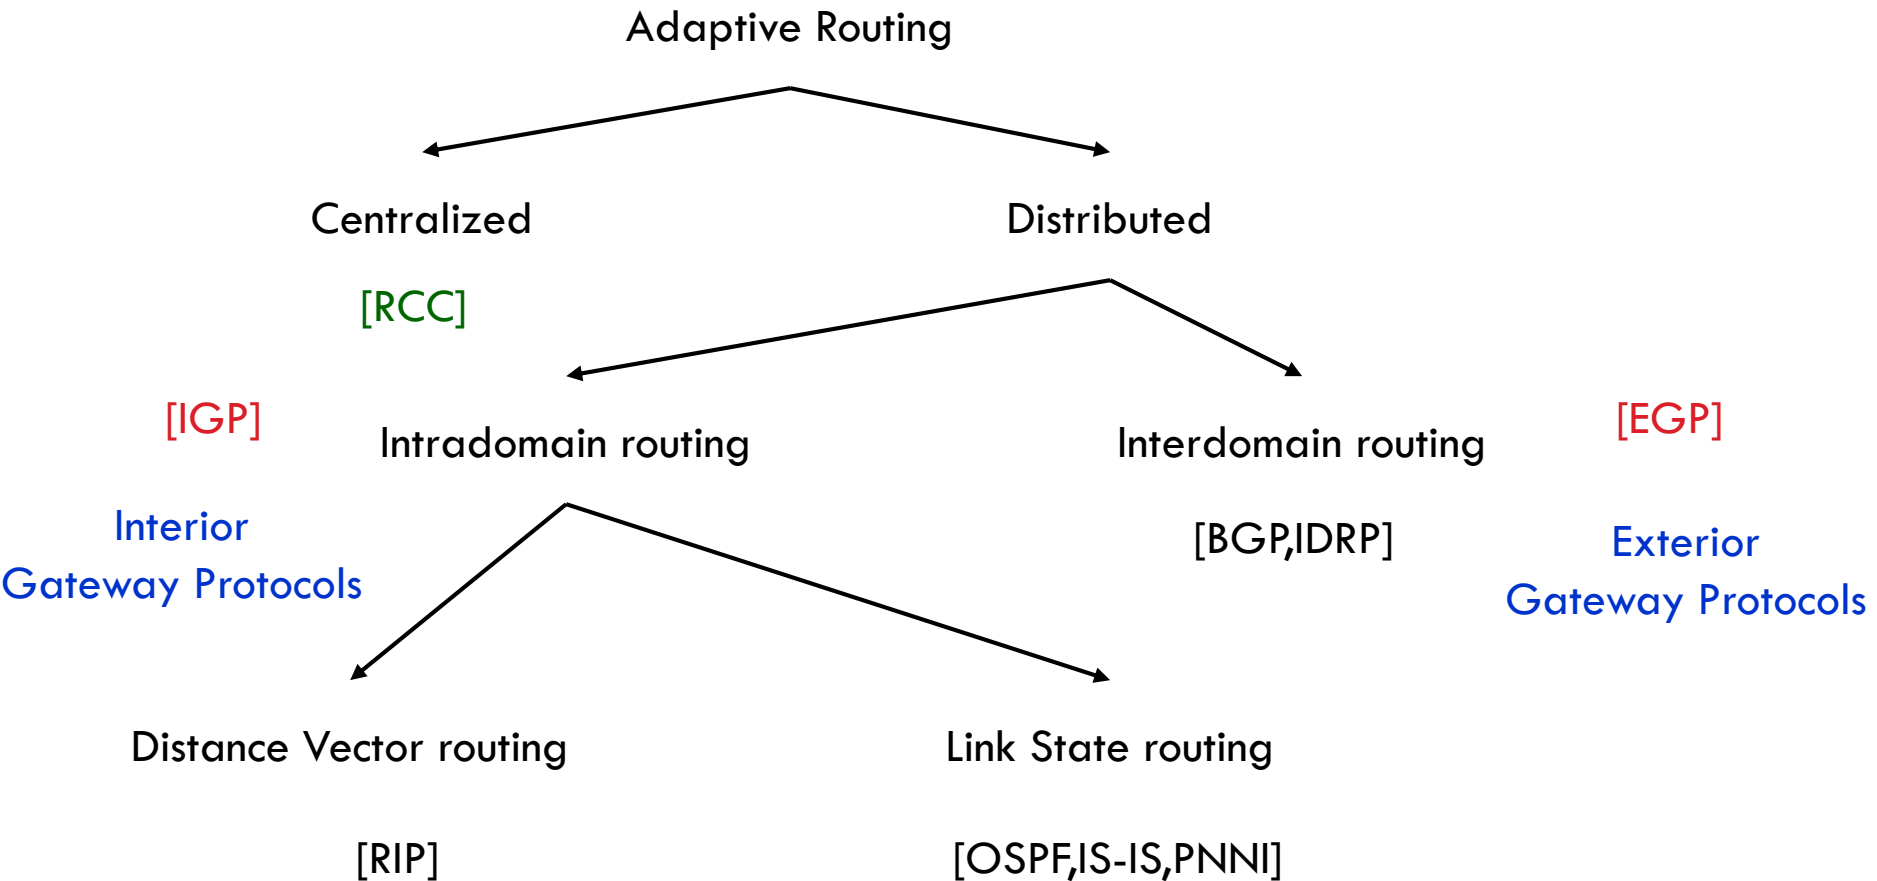 Adaptive Routing
Centralized
Distributed
[RCC]
[IGP]
Intradomain routing
Interdomain routing
[EGP]
Interior
Gateway Protocols
[BGP,IDRP]
Exterior
Gateway Protocols
Distance Vector routing
Link State routing
[RIP]
[OSPF,IS-IS,PNNI]